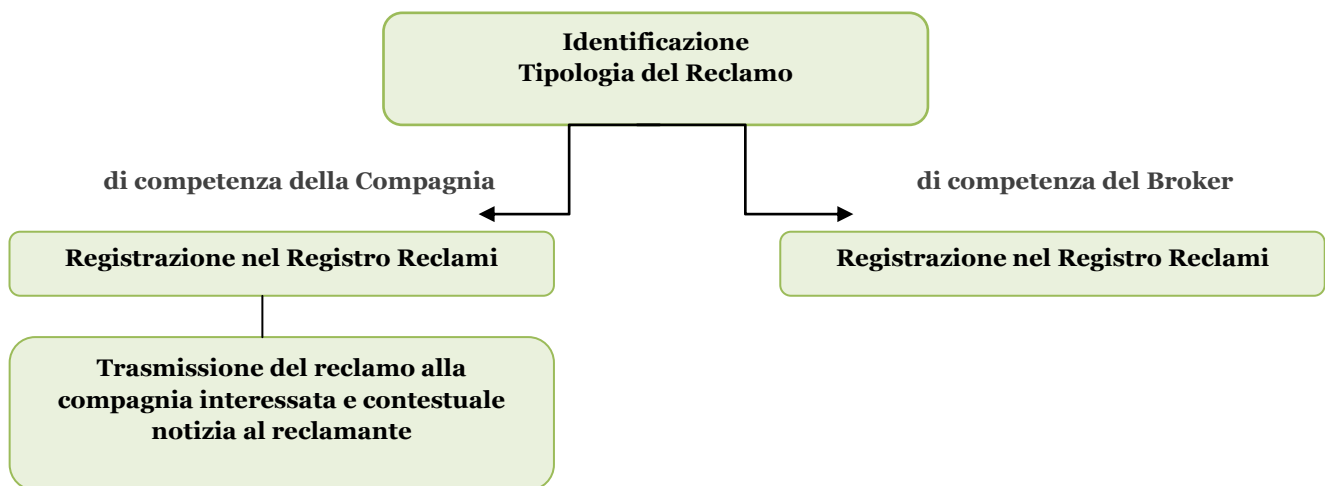 Identificazione
Tipologia del Reclamo
di competenza della Compagnia
di competenza del Broker
Registrazione nel Registro Reclami
Registrazione nel Registro Reclami
Trasmissione del reclamo alla
compagnia interessata e contestuale
notizia al reclamante